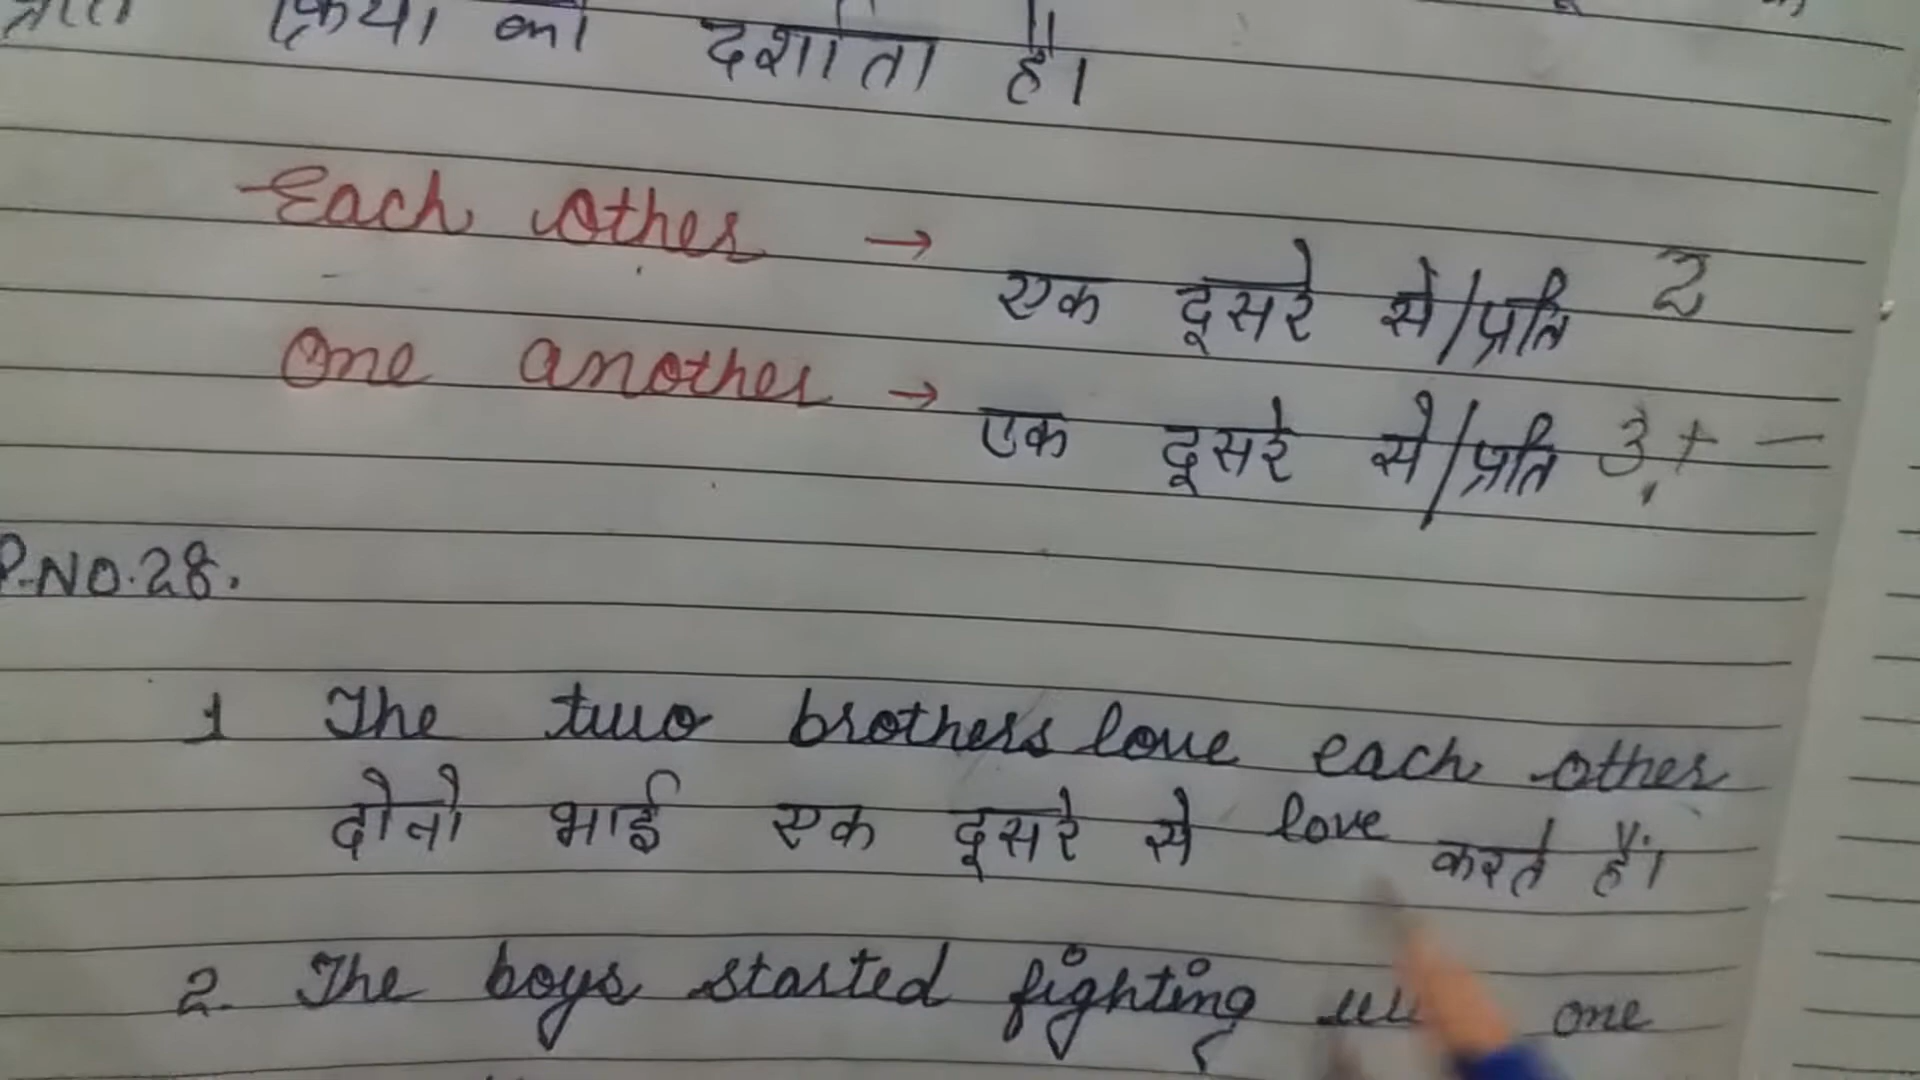 क्रिया को दर्शाता है।
Each other → एक दूसरे से/प्रति 2
One another → एक दूसरे से/प्रति 3,+ —
P.NO.28.
1 The two brothers love each other
दोनो भाई एक दूसरे से love करते हैं।
2. The boys started fighting one